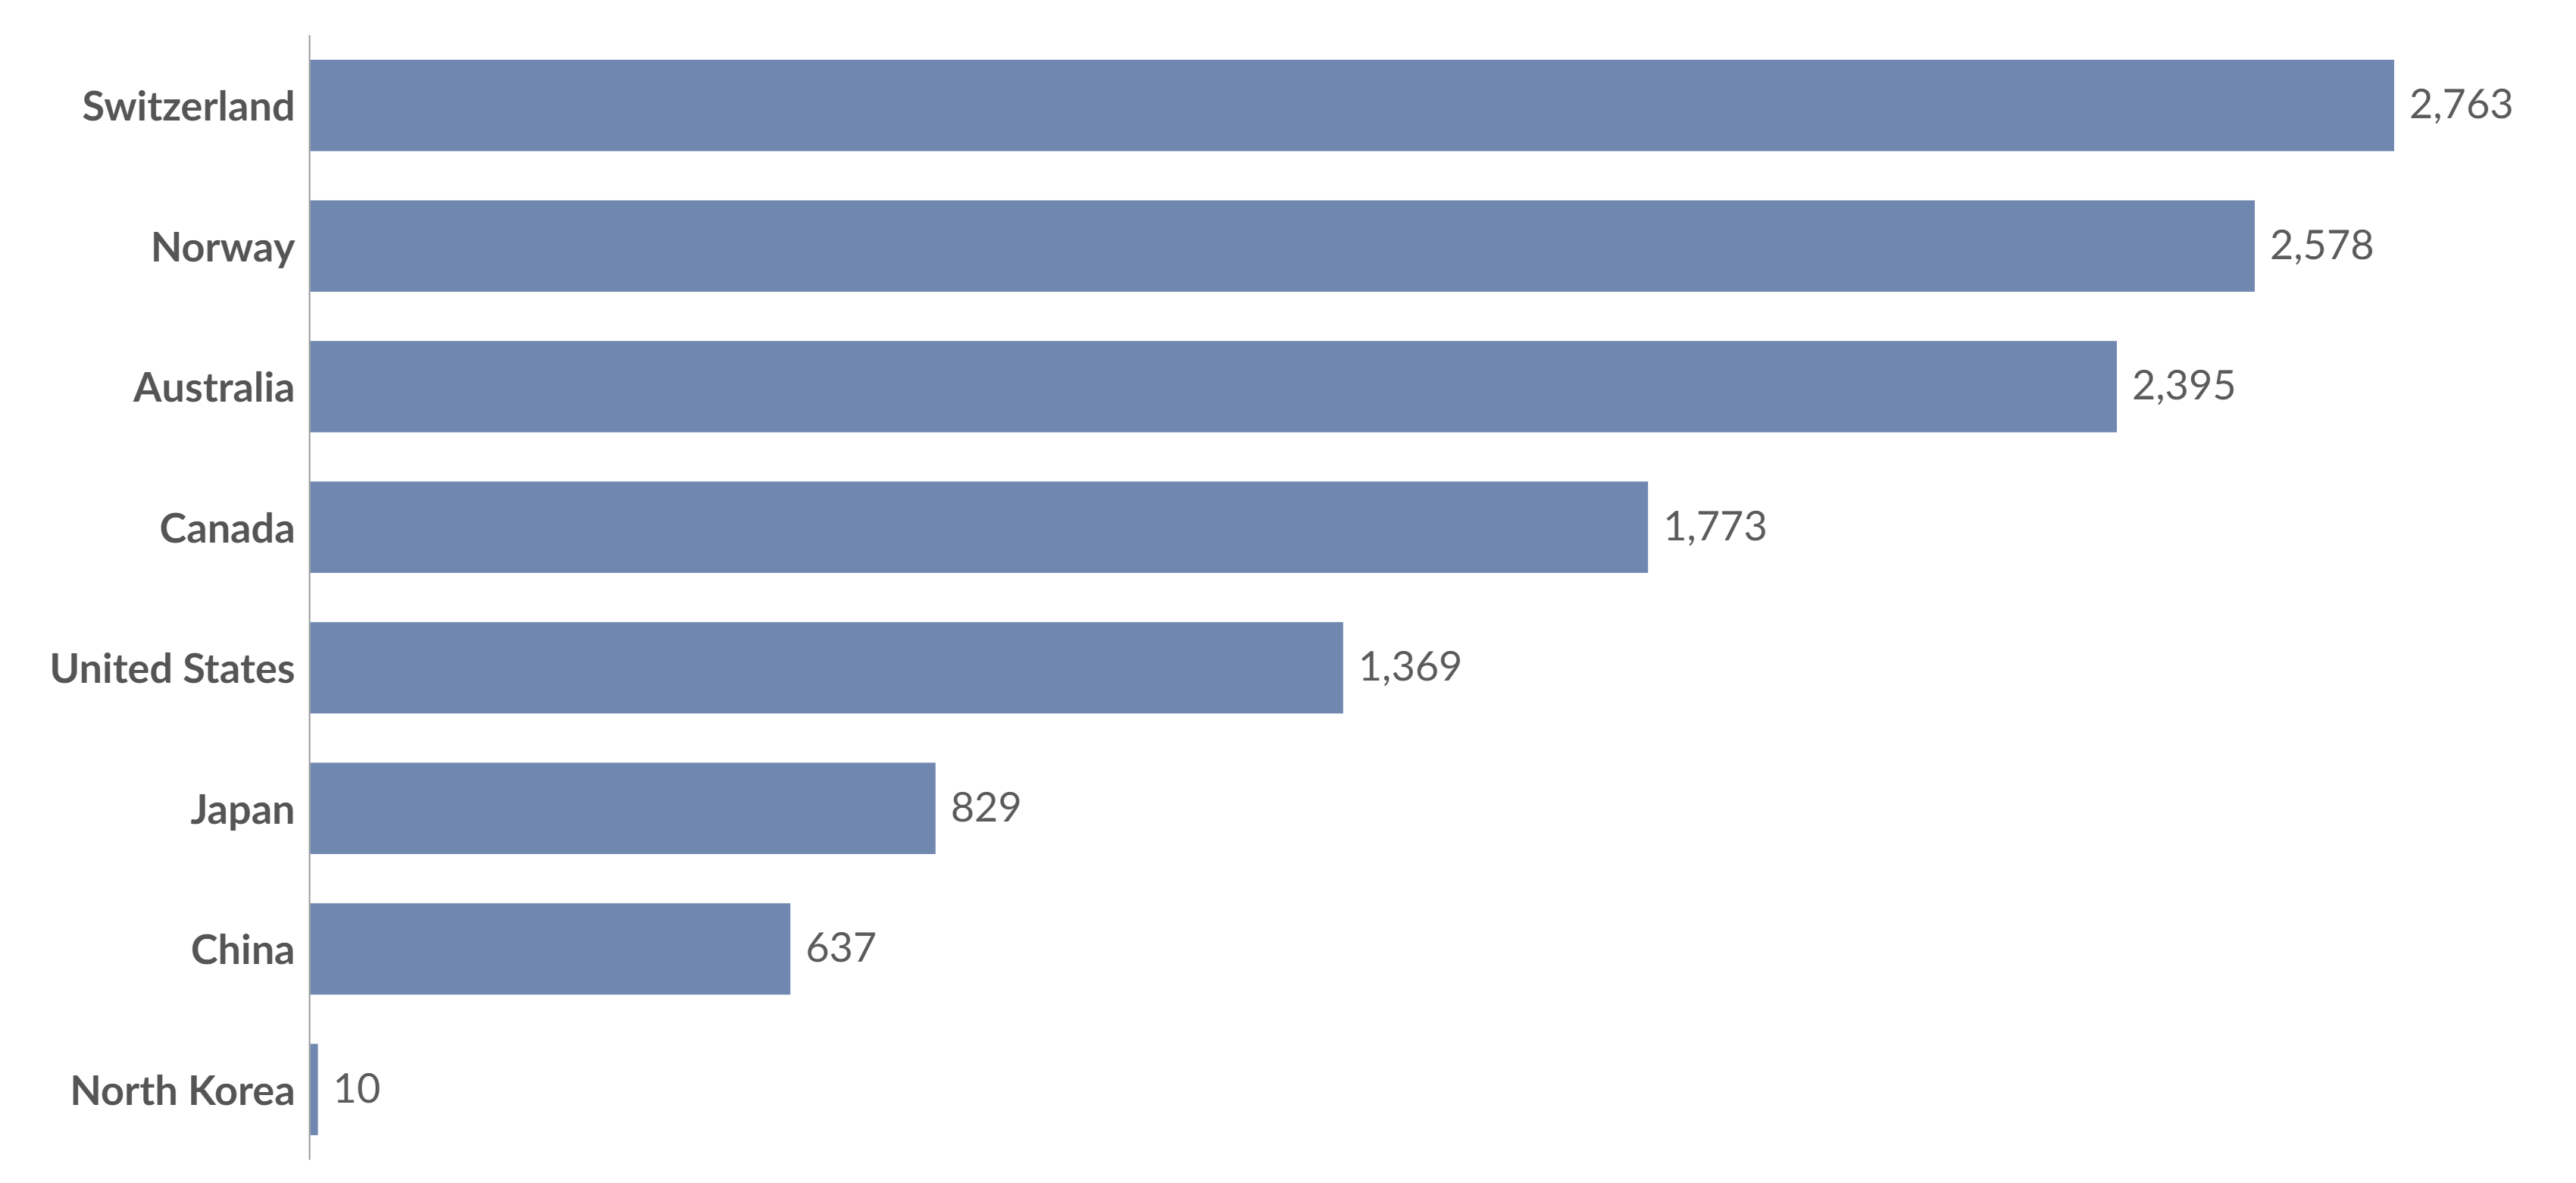 Switzerland 2,763
Norway 2,578
Australia 2,395
Canada 1,773
United States 1,369
Japan 829
China 637
North Korea 10